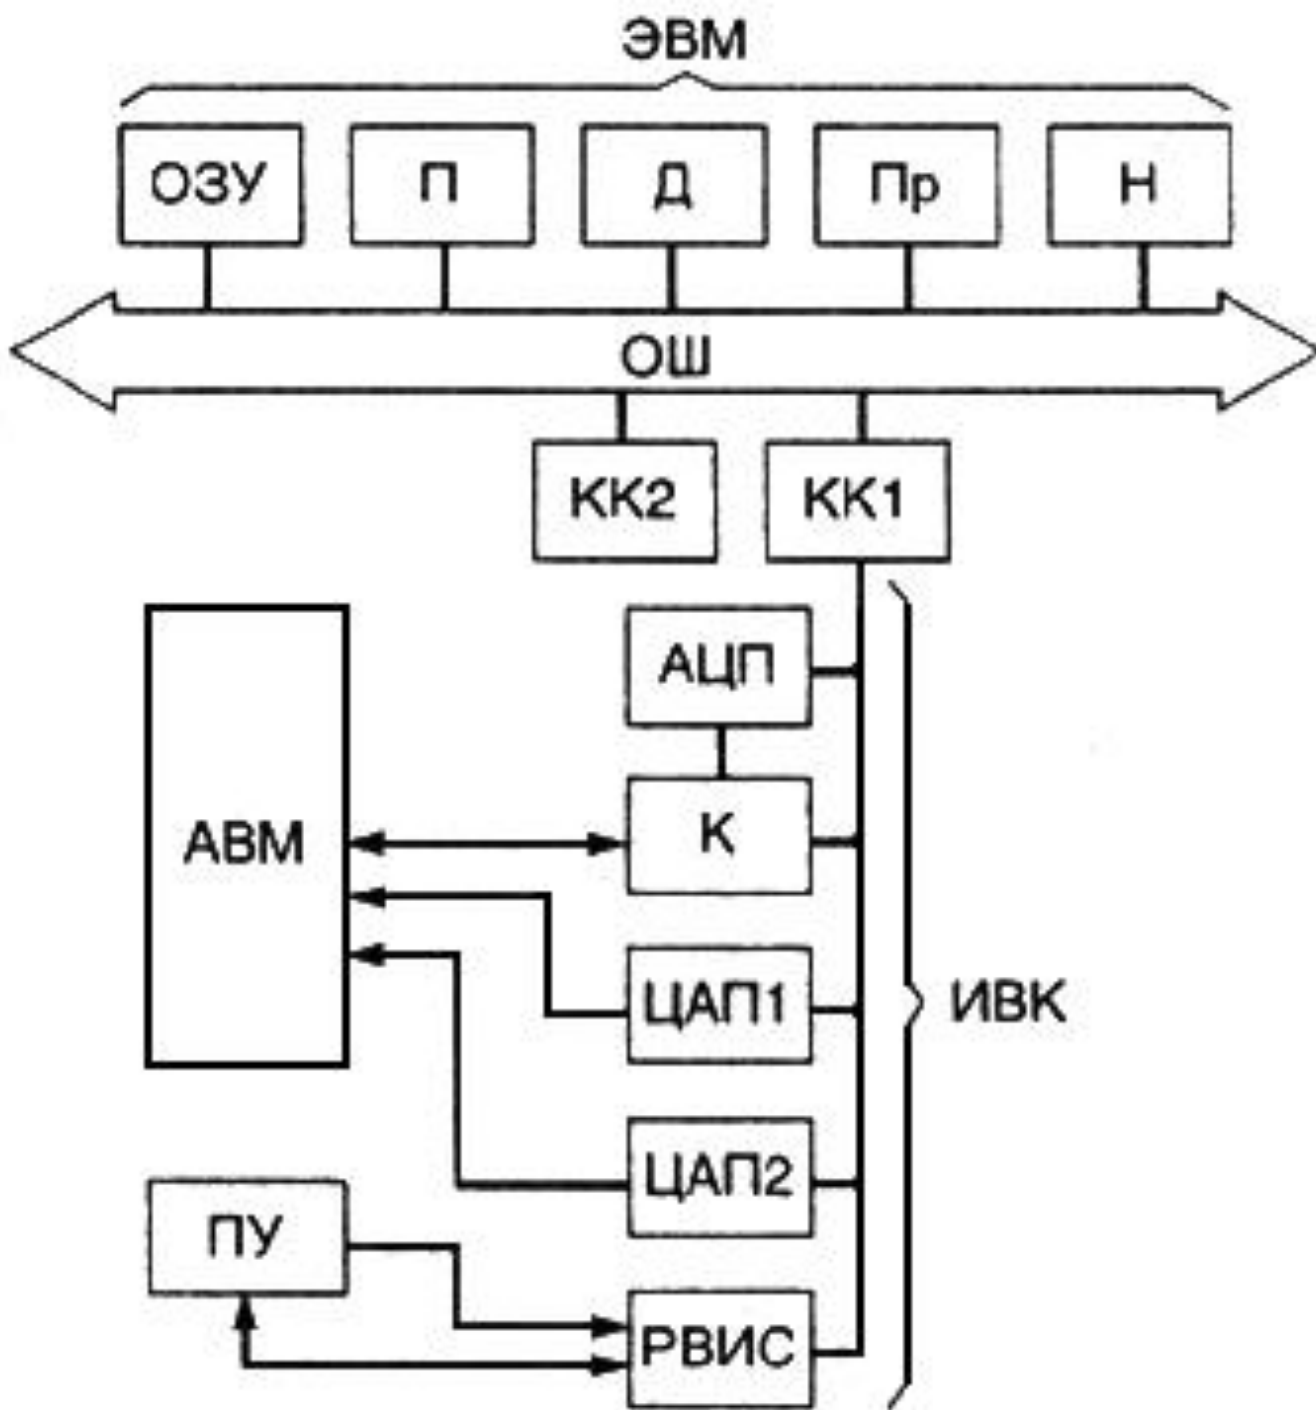 ЭВМ
ОЗУ
П
Д
Пр
Н
ОШ
КК2
КК1
АЦП
АВМ
К
ЦАП1
ИВК
ЦАП2
ПУ
РВИС